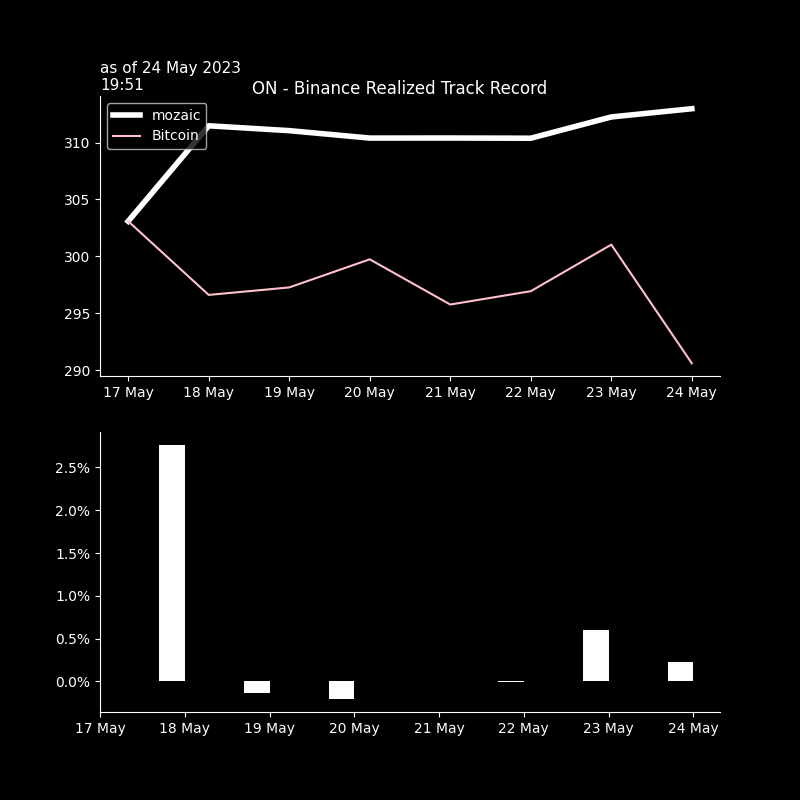 as of 24 May 2023
19:51
ON - Binance Realized Track Record
mozaic
Bitcoin
310
305
300
295
290
17 May 18 May 19 May 20 May 21 May 22 May 23 May 24 May
2.5%
2.0%
1.5%
1.0%
0.5%
0.0%
17 May 18 May 19 May 20 May 21 May 22 May 23 May 24 May